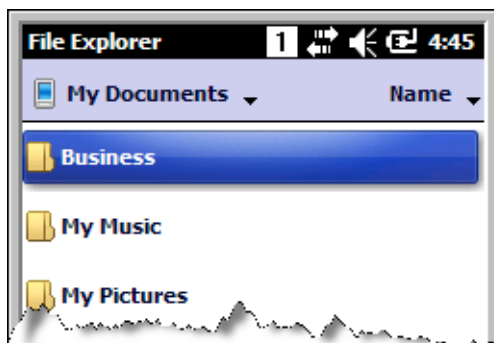 File Explorer 1 4:45
My Documents Name
Business
My Music
My Pictures